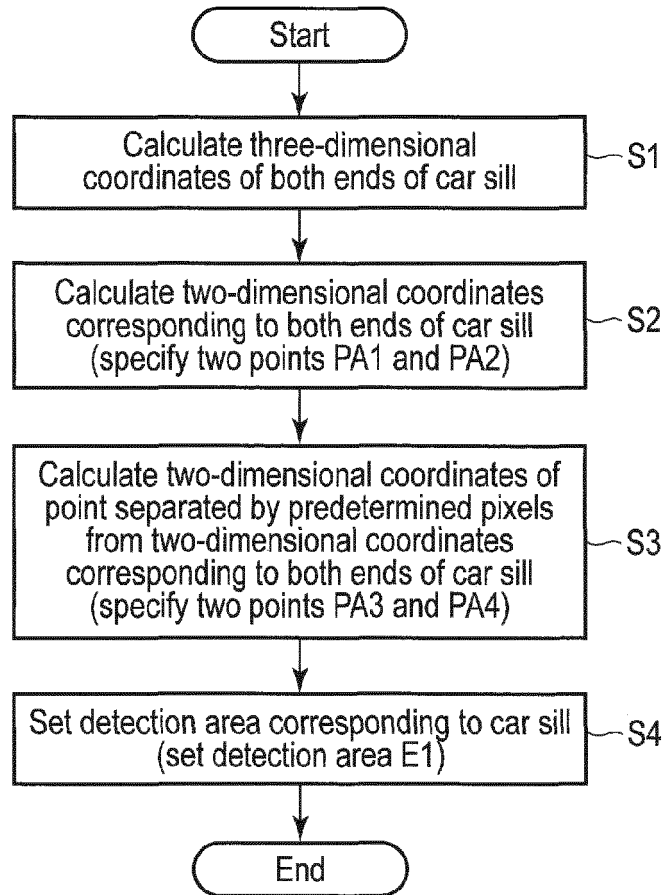 Start
Calculate three-dimensional
coordinates of both ends of car sill
S1
Calculate two-dimensional coordinates
corresponding to both ends of car sill
(specify two points PA1 and PA2)
S2
Calculate two-dimensional coordinates of
point separated by predetermined pixels
from two-dimensional coordinates
corresponding to both ends of car sill
(specify two points PA3 and PA4)
S3
Set detection area corresponding to car sill
(set detection area E1)
S4
End